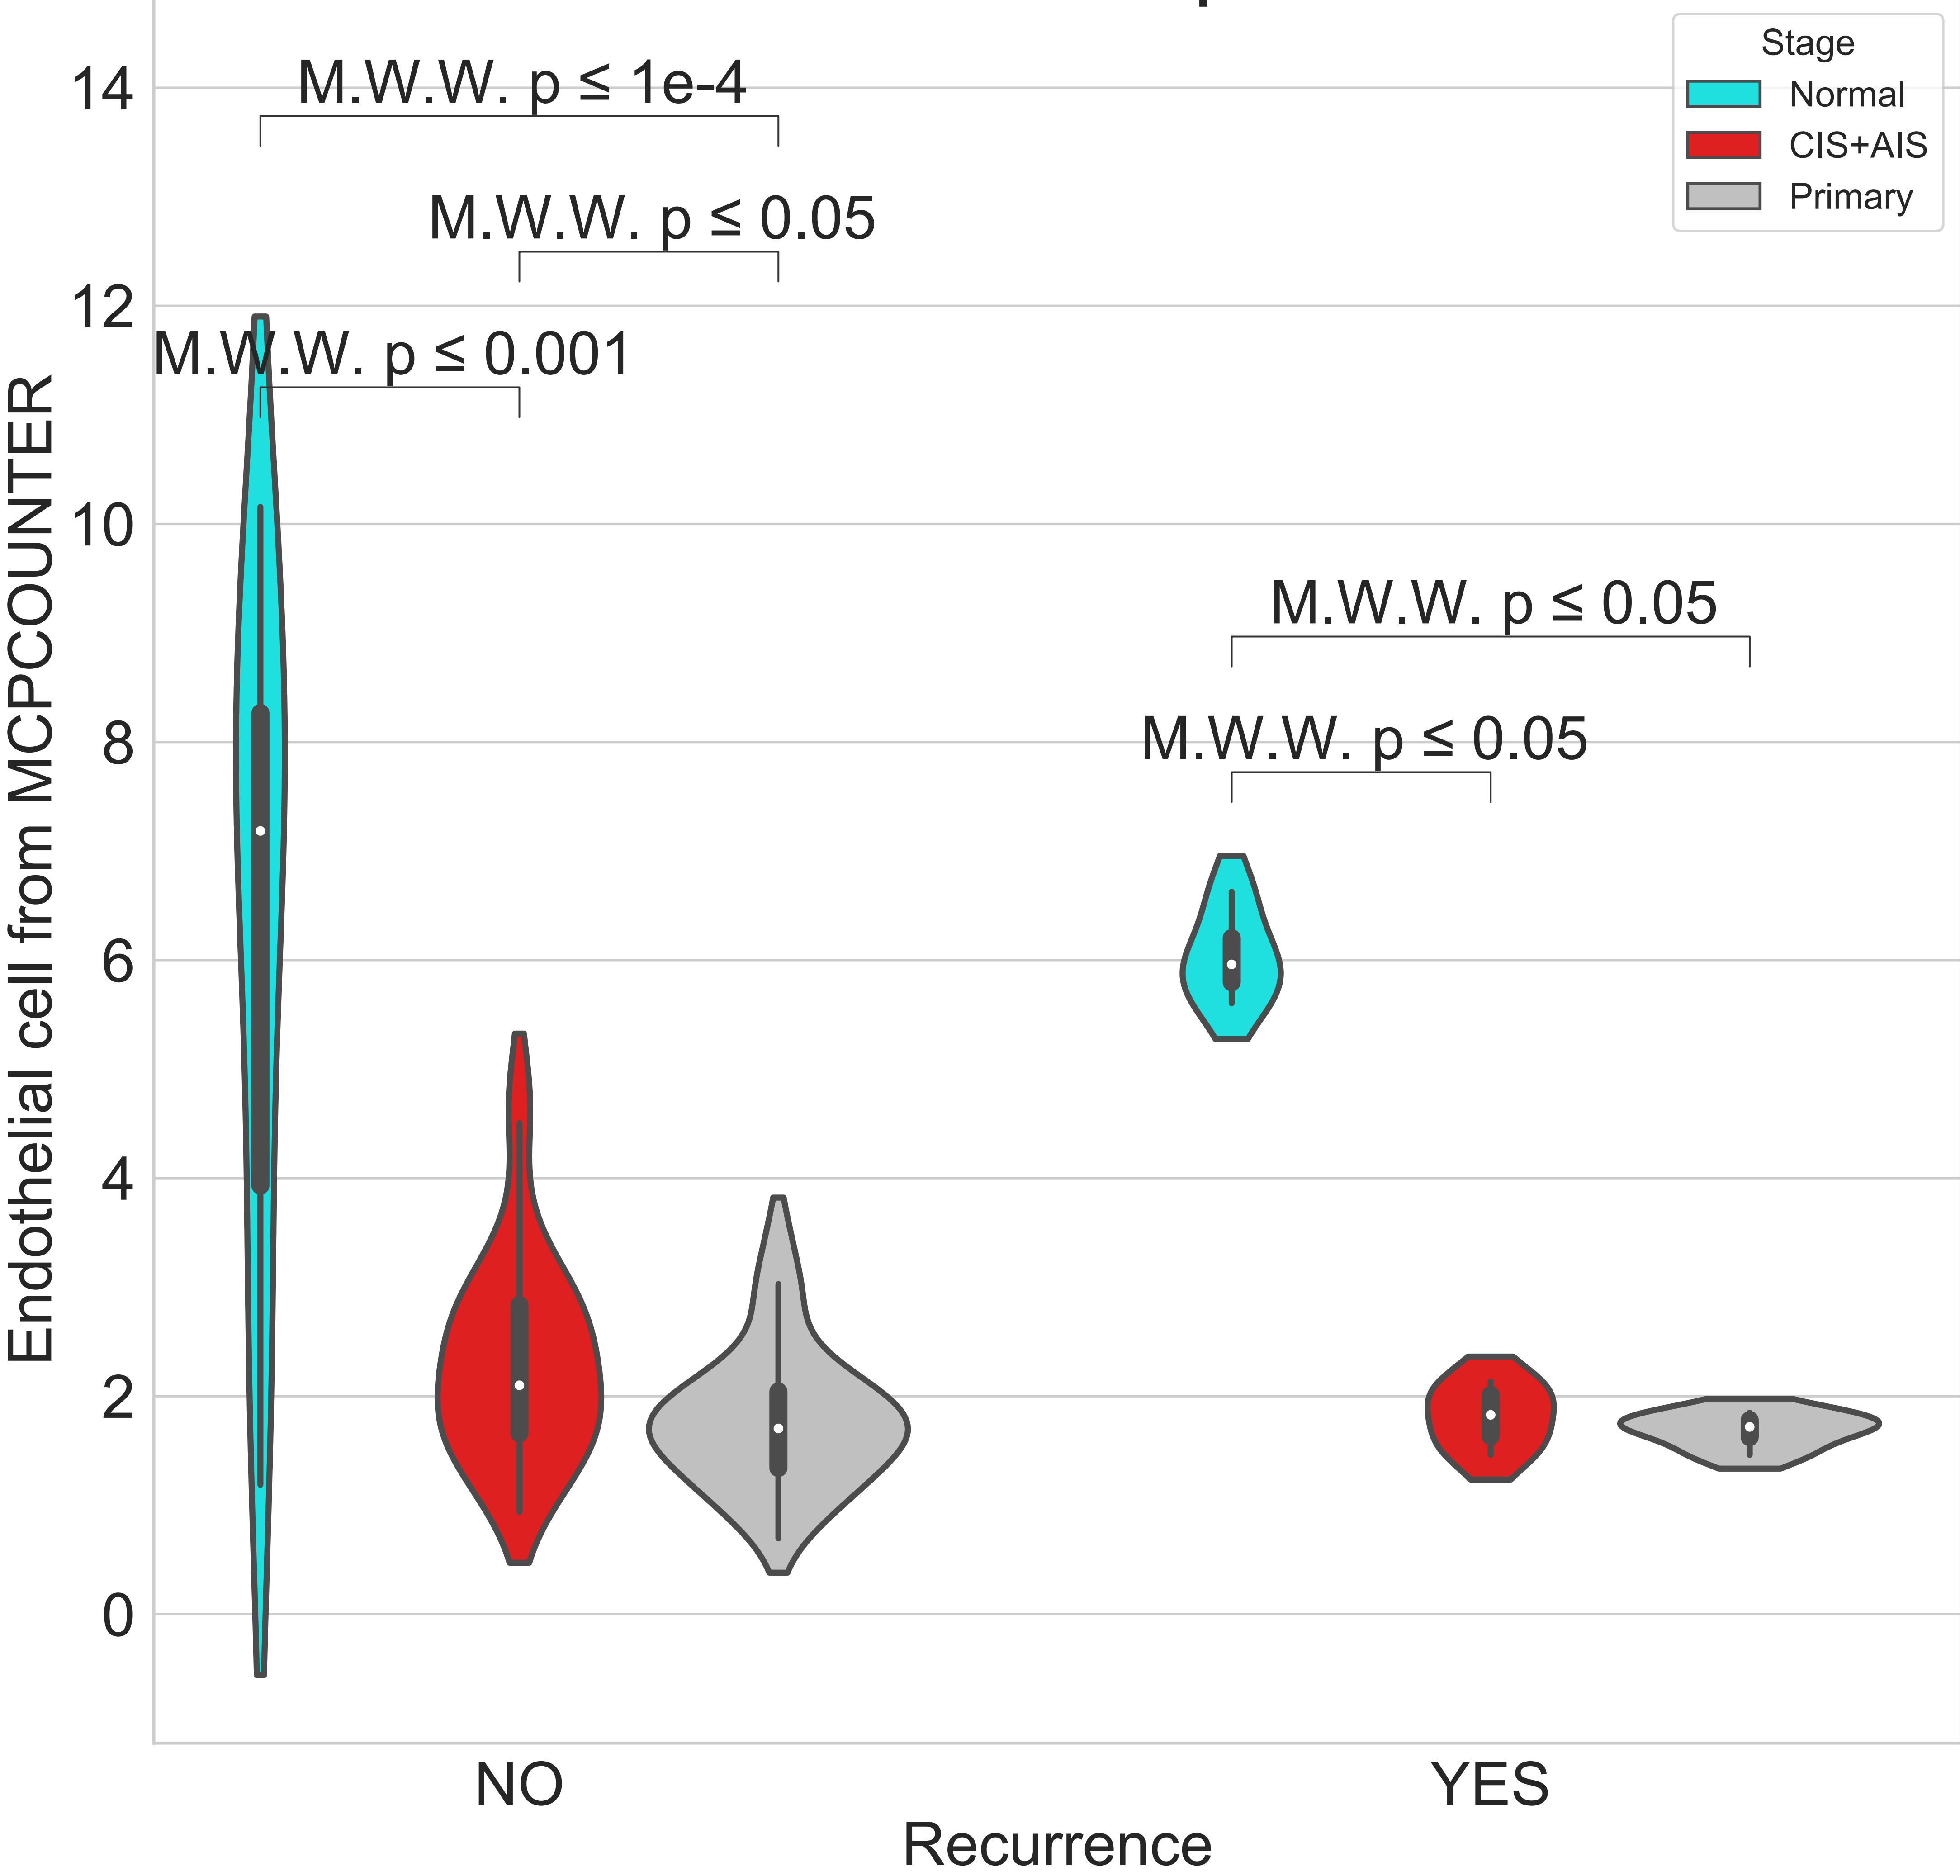 Stage
Normal
CIS+AIS
Primary
M.W.W. p ≤ 1e-4
M.W.W. p ≤ 0.05
M.W.W. p ≤ 0.001
M.W.W. p ≤ 0.05
M.W.W. p ≤ 0.05
Endothelial cell from MCPCOUNTER
14
12
10
8
6
4
2
0
NO
YES
Recurrence